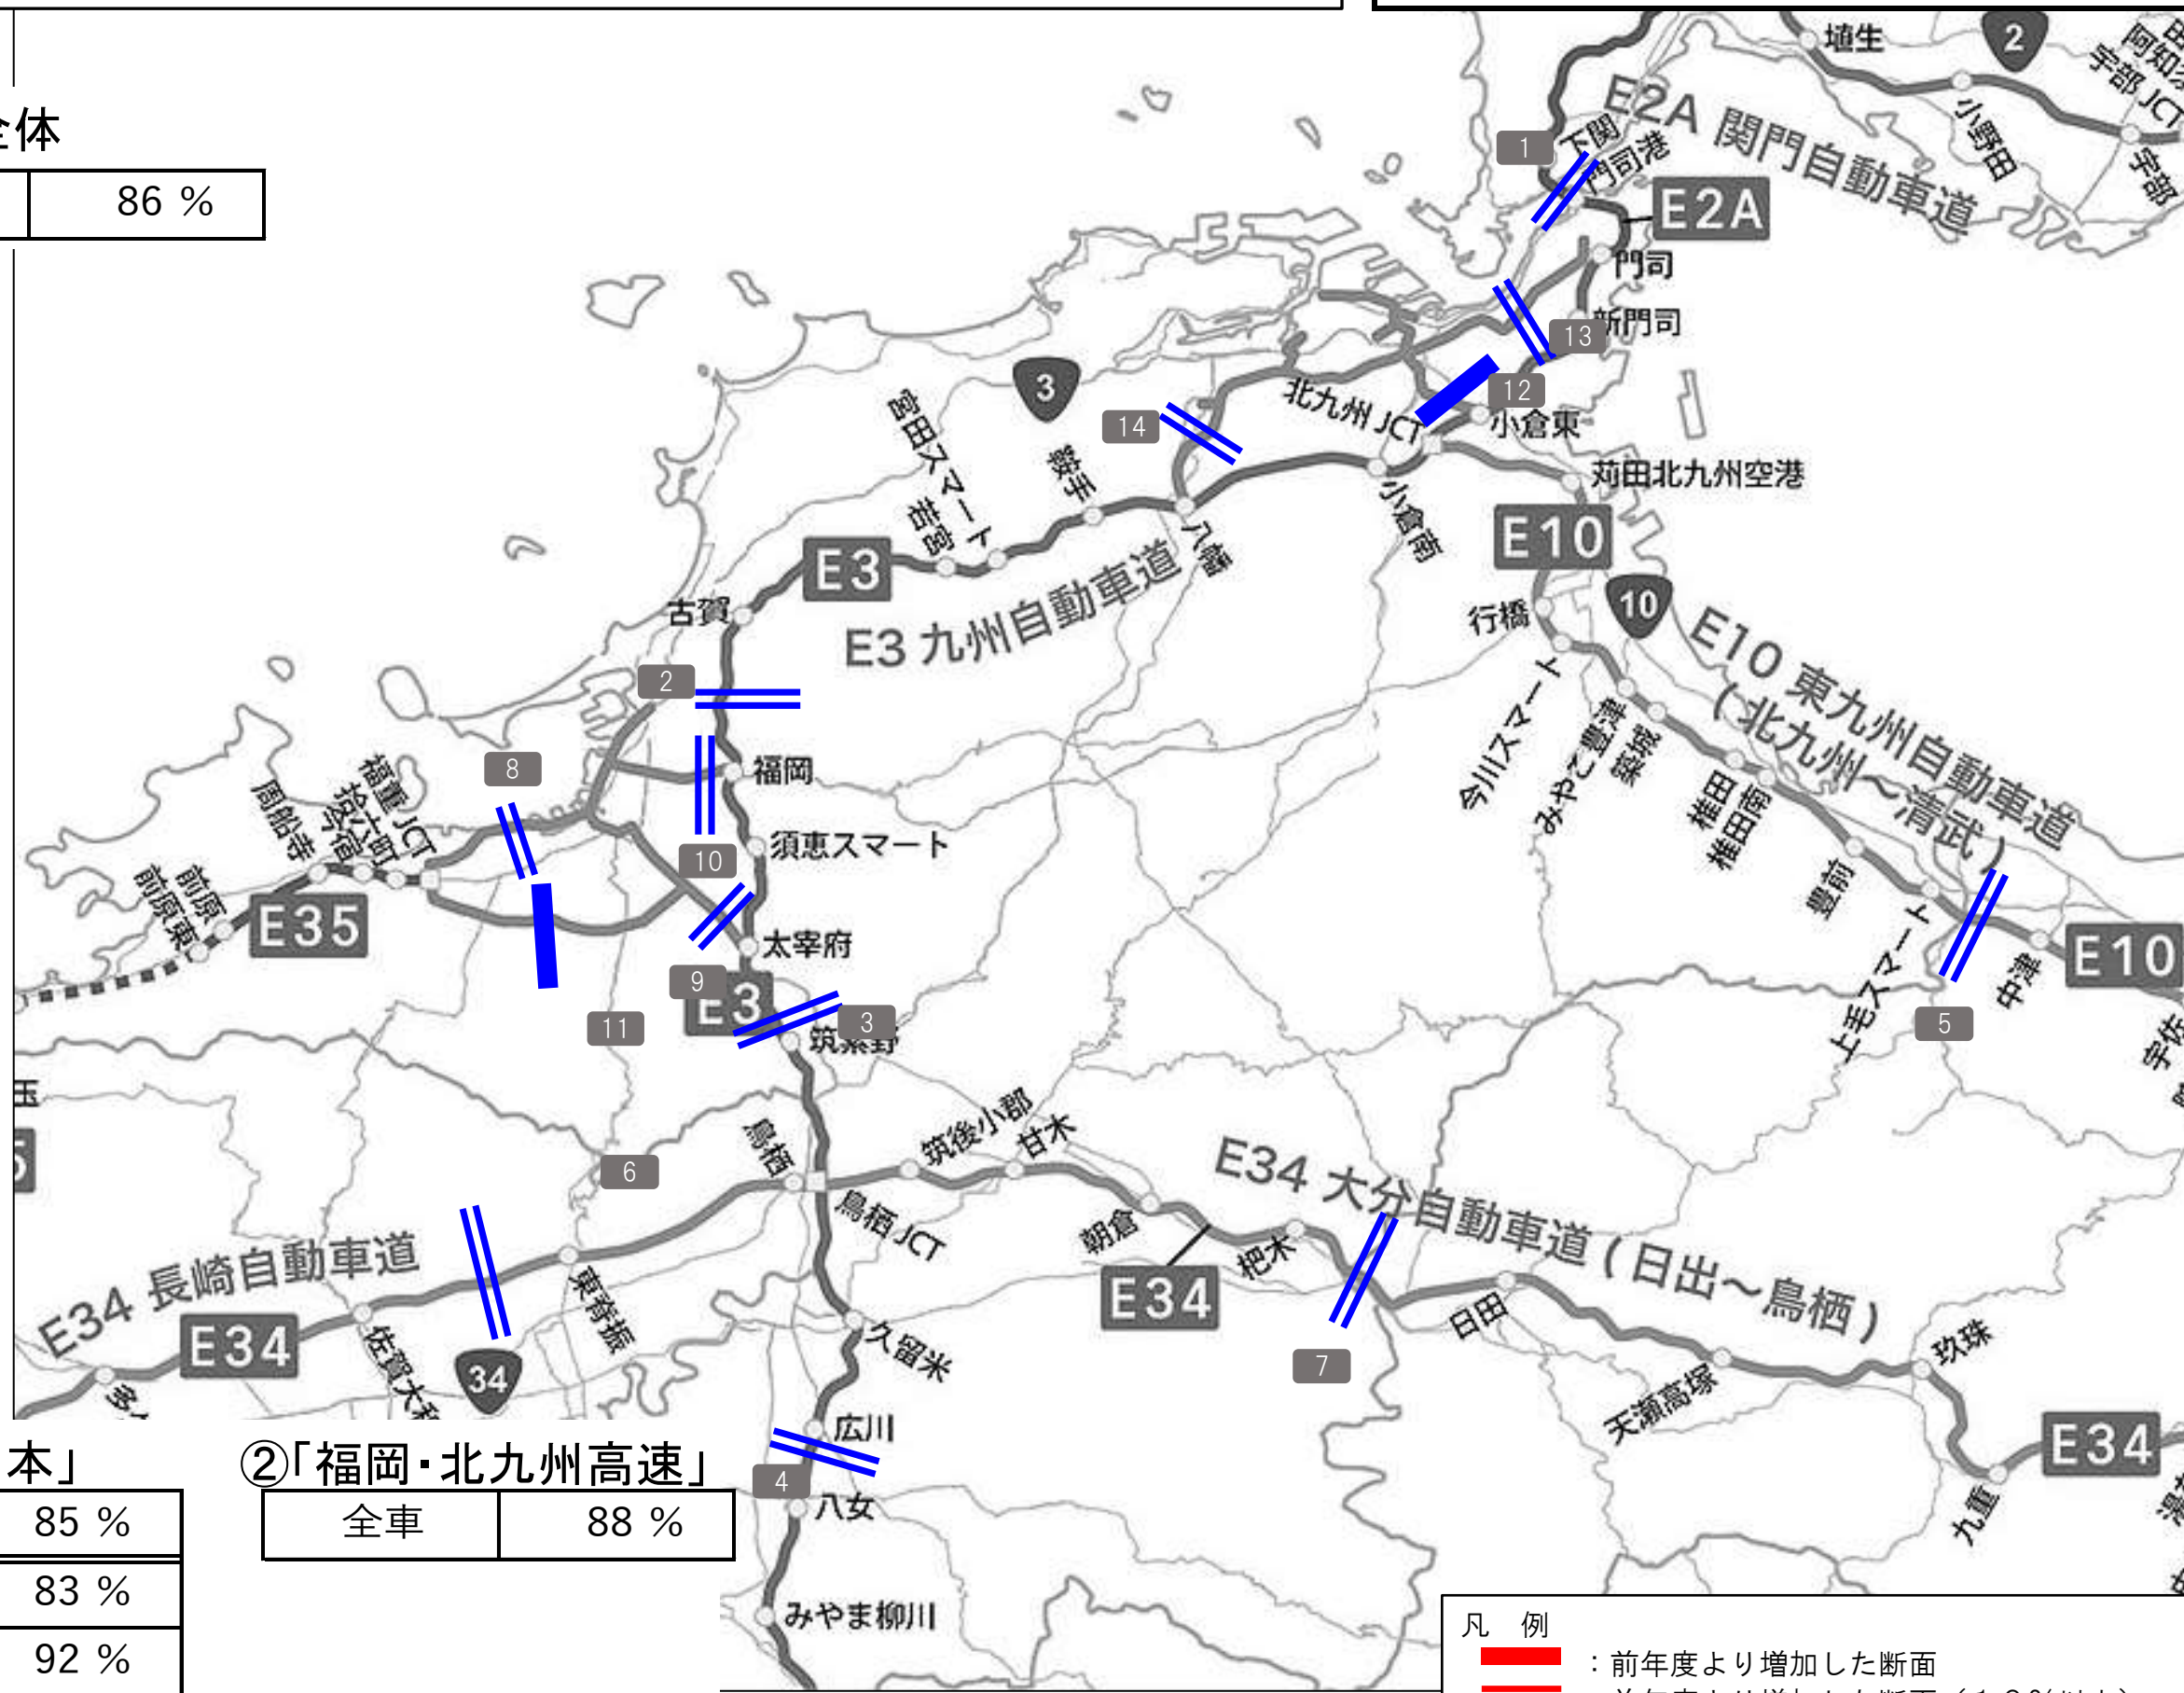 全体
86 %
埴生
2
宇部 JCT
小野田
宇部
E2A 関門自動車道
1
下関
門司港
E2A
門司
新門司
13
3
12
北九州 JCT
小倉東
14
宮田スマート
若宮
鞍手
苅田北九州空港
小倉南
八幡
E10
E3
E3 九州自動車道
古賀
行橋
10
E10 東九州自動車道
(北九州〜清武)
2
今川スマート
みやこ豊津
築城
椎田
椎田南
豊前
上毛スマート
中津
E10
5
8
福岡
福重 JCT
拾六町
今宿
周船寺
前原
前原東
E35
須恵スマート
10
太宰府
9
E3
3
筑紫野
11
6
鳥栖
筑後小郡
甘木
鳥栖 JCT
朝倉
杷木
E34
E34 大分自動車道 (日出〜鳥栖)
E34 長崎自動車道
E34
佐賀大和
東脊振
34
久留米
7
日田
天瀬高塚
玖珠
九重
E34
広川
4
八女
みやま柳川
本」
85 %
83 %
92 %
②「福岡・北九州高速」
全車 88 %
凡 例
：前年度より増加した断面